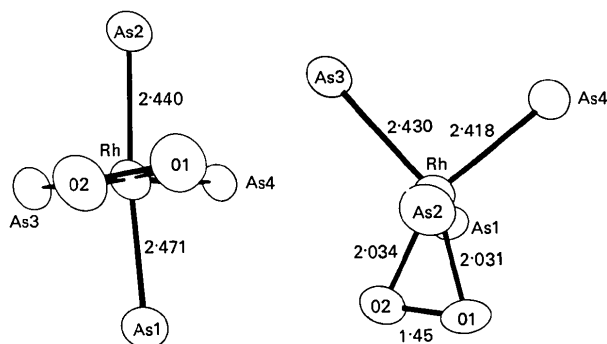 As2
2·440
Rh
O2
O1
As3
As4
2·471
As1
As3
As4
2·430
2·418
Rh
As2
As1
2·034
2·031
O2
O1
1·45